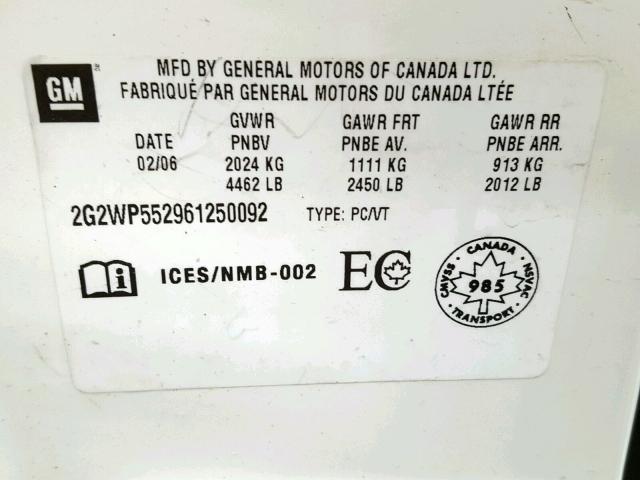 GM
MFD BY GENERAL MOTORS OF CANADA LTD.
FABRIQUÉ PAR GENERAL MOTORS DU CANADA LTÉE
GVWR GAWR FRT GAWR RR
DATE PNBV PNBE AV. PNBE ARR.
02/06 2024 KG 1111 KG 913 KG
4462 LB 2450 LB 2012 LB
2G2WP552961250092 TYPE: PC/VT
i ICES/NMB-002 EC
CANADA
CMVSS 985 NSVAC
TRANSPORT